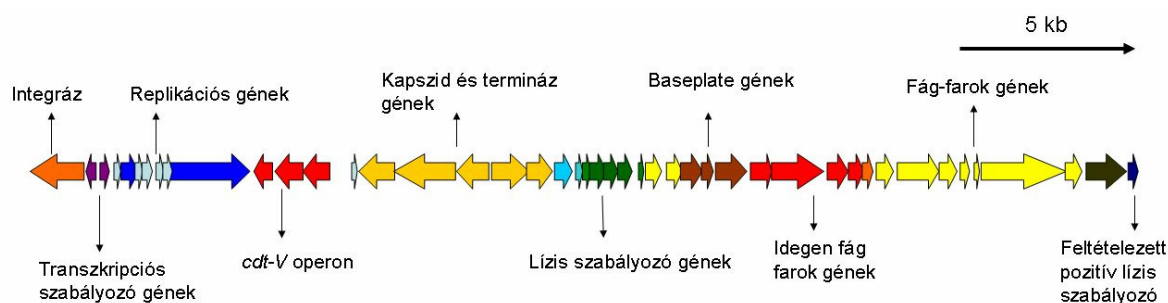 5 kb
Integráz
Replikációs gének
Kapszid és termináz
gének
Baseplate gének
Fág-farok gének
Transzkripciós
szabályozó gének
cdt-V operon
Lízis szabályozó gének
Idegen fág
farok gének
Feltételezett
pozitív lízis
szabályozó